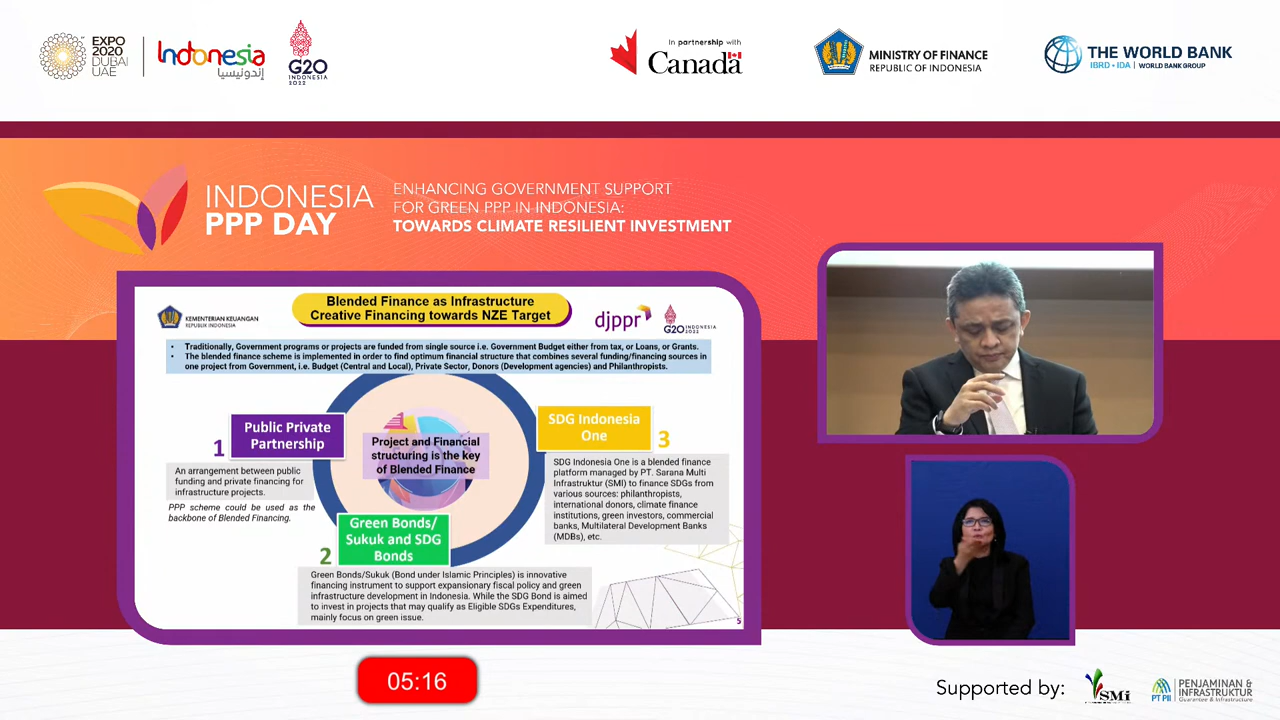 EXPO
2020
DUBAI
UAE
Indonesia
إندونيسيا
G20
INDONESIA
2022
In partnership with
Canada
MINISTRY OF FINANCE
REPUBLIC OF INDONESIA
THE WORLD BANK
IBRD • IDA | WORLD BANK GROUP
INDONESIA
PPP DAY
ENHANCING GOVERNMENT SUPPORT
FOR GREEN PPP IN INDONESIA:
TOWARDS CLIMATE RESILIENT INVESTMENT
KEMENTERIAN KEUANGAN
REPUBLIK INDONESIA
Blended Finance as Infrastructure
Creative Financing towards NZE Target
djppr
G20 INDONESIA
2022
• Traditionally, Government programs or projects are funded from single source i.e. Government Budget either from tax, or Loans, or Grants.
• The blended finance scheme is implemented in order to find optimum financial structure that combines several funding/financing sources in
one project from Government, i.e. Budget (Central and Local), Private Sector, Donors (Development agencies) and Philanthropists.
1
Public Private
Partnership
An arrangement between public
funding and private financing for
infrastructure projects.
PPP scheme could be used as the
backbone of Blended Financing.
Project and Financial
structuring is the key
of Blended Finance
SDG Indonesia
One
3
SDG Indonesia One is a blended finance
platform managed by PT. Sarana Multi
Infrastruktur (SMI) to finance SDGs from
various sources: philanthropists,
international donors, climate finance
institutions, green investors, commercial
banks, Multilateral Development Banks
(MDBs), etc.
2
Green Bonds/
Sukuk and SDG
Bonds
Green Bonds/Sukuk (Bond under Islamic Principles) is innovative
financing instrument to support expansionary fiscal policy and green
infrastructure development in Indonesia. While the SDG Bond is aimed
to invest in projects that may qualify as Eligible SDGs Expenditures,
mainly focus on green issue.
5
05:16
Supported by:
SMi
PT PII
PENJAMINAN &
INFRASTRUKTUR
Guarantee & Infrastructure